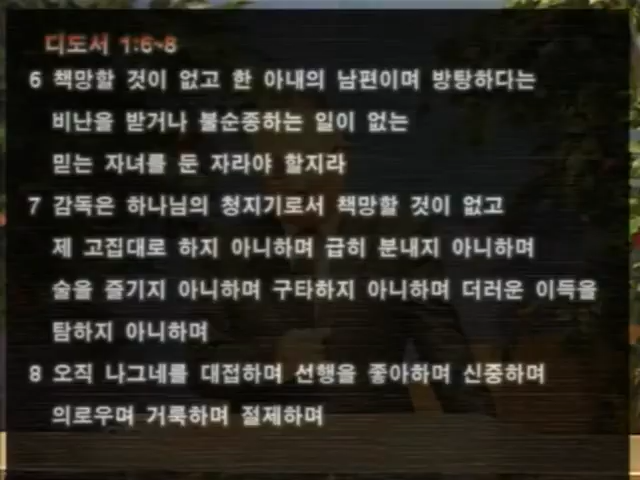 디도서 1:6~8
6 책망할 것이 없고 한 아내의 남편이며 방탕하다는
비난을 받거나 불순종하는 일이 없는
믿는 자녀를 둔 자라야 할지라
7 감독은 하나님의 청지기로서 책망할 것이 없고
제 고집대로 하지 아니하며 급히 분내지 아니하며
술을 즐기지 아니하며 구타하지 아니하며 더러운 이득을
탐하지 아니하며
8 오직 나그네를 대접하며 선행을 좋아하며 신중하며
의로우며 거룩하며 절제하며